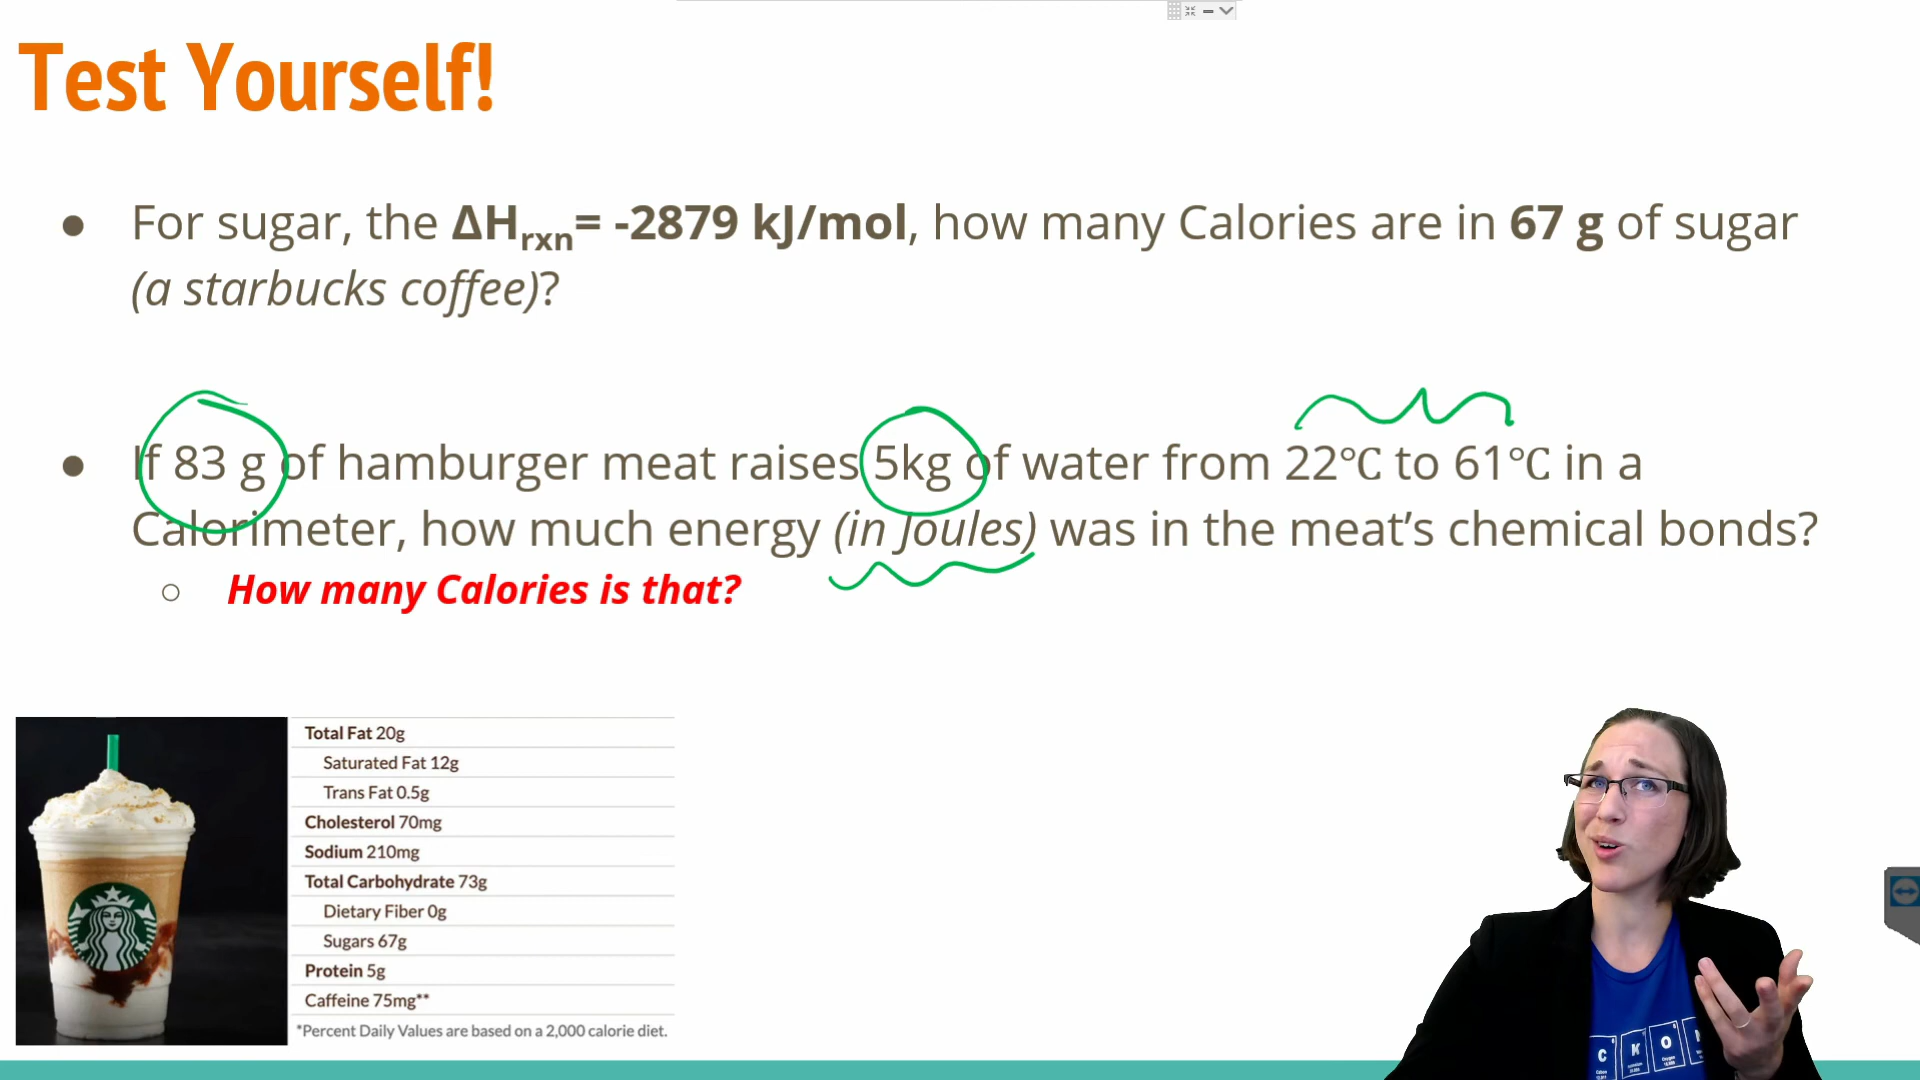 Test Yourself!
● For sugar, the ΔHrxn= -2879 kJ/mol, how many Calories are in 67 g of sugar
(a starbucks coffee)?
● If 83 g of hamburger meat raises 5kg of water from 22°C to 61°C in a
Calorimeter, how much energy (in Joules) was in the meat's chemical bonds?
○ How many Calories is that?
Total Fat 20g
Saturated Fat 12g
Trans Fat 0.5g
Cholesterol 70mg
Sodium 210mg
Total Carbohydrate 73g
Dietary Fiber 0g
Sugars 67g
Protein 5g
Caffeine 75mg**
*Percent Daily Values are based on a 2,000 calorie diet.
C K O